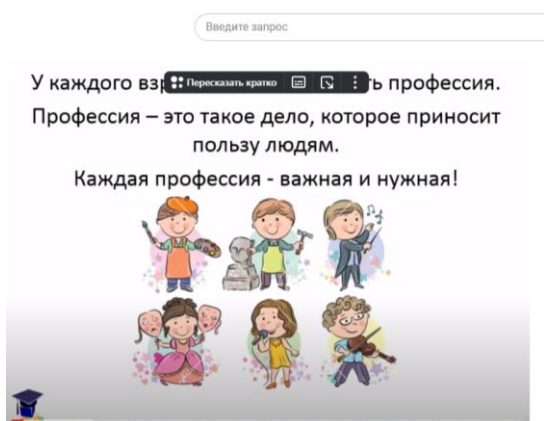 Введите запрос
У каждого
Пересказать кратко
профессия.
Профессия – это такое дело, которое приносит
пользу людям.
Каждая профессия - важная и нужная!